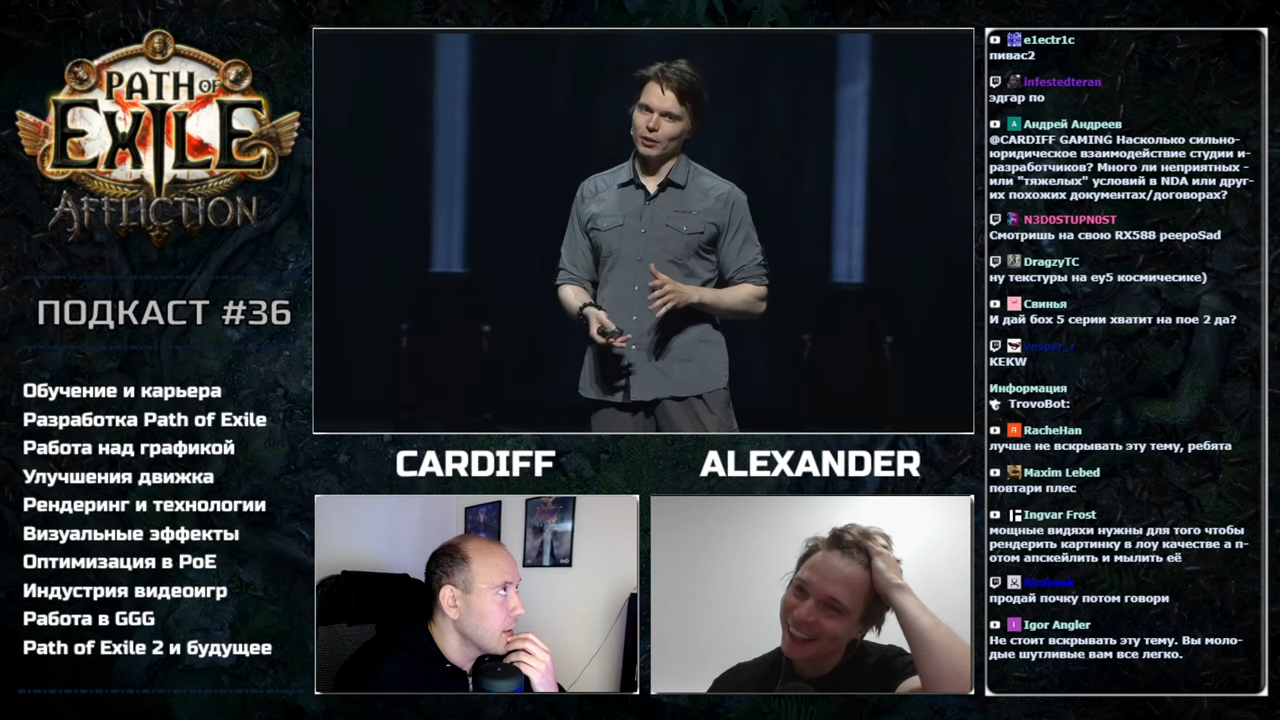 PATH OF
EXILE
AFFLICTION
ПОДКАСТ #36
Обучение и карьера
Разработка Path of Exile
Работа над графикой
Улучшения движка
Рендеринг и технологии
Визуальные эффекты
Оптимизация в PoE
Индустрия видеоигр
Работа в GGG
Path of Exile 2 и будущее
CARDIFF
ALEXANDER
e1ectr1c
пивас2
infestedteran
эдгар по
Андрей Андреев
@CARDIFF GAMING Насколько сильно-
юридическое взаимодействие студии и-
разработчиков? Много ли неприятных -
или "тяжелых" условий в NDA или друг-
их похожих документах/договорах?
N3D0STUPN0ST
Смотришь на свою RX588 peepoSad
DragzyTC
ну текстуры на еу5 космичесике)
Свинья
И дай бох 5 серии хватит на пое 2 да?
vesper_r
KEKW
Информация
TrovoBot:
RacheHan
лучше не вскрывать эту тему, ребята
Maxim Lebed
повтари плес
Ingvar Frost
мощные видяхи нужны для того чтобы
рендерить картинку в лоу качестве а п-
отом апскейлить и мылить её
продай почку потом говори
Igor Angler
Не стоит вскрывать эту тему. Вы моло-
дые шутливые вам все легко.